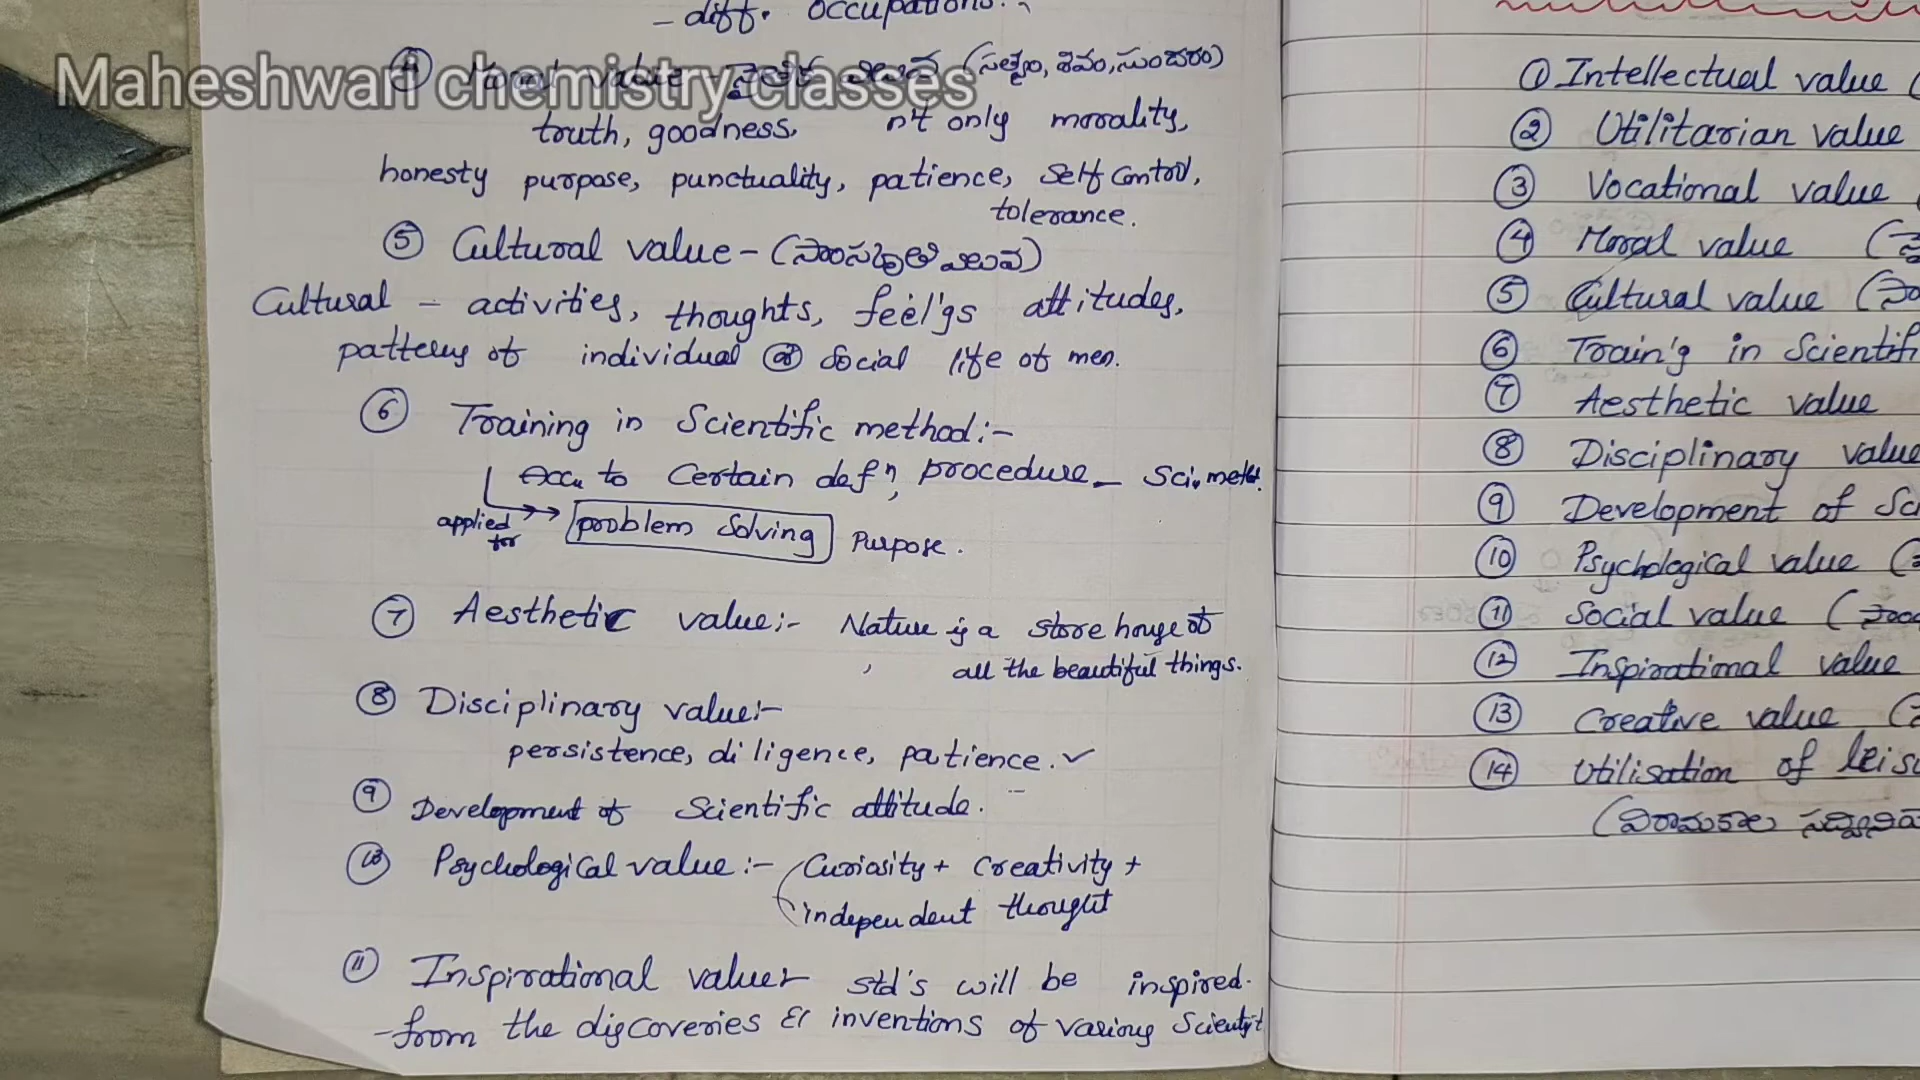 - diff. occupations.
Maheshwari chemistry classes
④ Moral value - నైతిక విలువ (సత్యం, శివం, సుందరం)
truth, goodness. n't only morality,
honesty purpose, punctuality, patience, Self Control,
tolerance.
⑤ Cultural value - (సాంస్కృతిక విలువ)
Cultural - activities, thoughts, feel'gs attitudes,
patterns of individual or Social life of men.
⑥ Training in Scientific method:-
Accu to Certain defn, procedure - Sci, meth.
applied for problem Solving Purpose.
⑦ Aesthetic value:- Nature is a store house of
all the beautiful things.
⑧ Disciplinary value:-
persistence, diligence, patience. ✓
⑨ Development of Scientific attitude.
⑩ Psychological value:- Curiosity + Creativity +
independent thought
⑪ Inspirational value- std's will be inspired.
-from the discoveries & inventions of various Scientist
① Intellectual value (
② Utilitarian value
③ Vocational value (
④ Moral value (
⑤ Cultural value (సా
⑥ Train'g in Scientifi
⑦ Aesthetic value
⑧ Disciplinary value
⑨ Development of Sci
⑩ Psychological value (
⑪ Social value (
⑫ Inspirational value
⑬ Creative value (
⑭ Utilisation of leisu
(విరామకాల